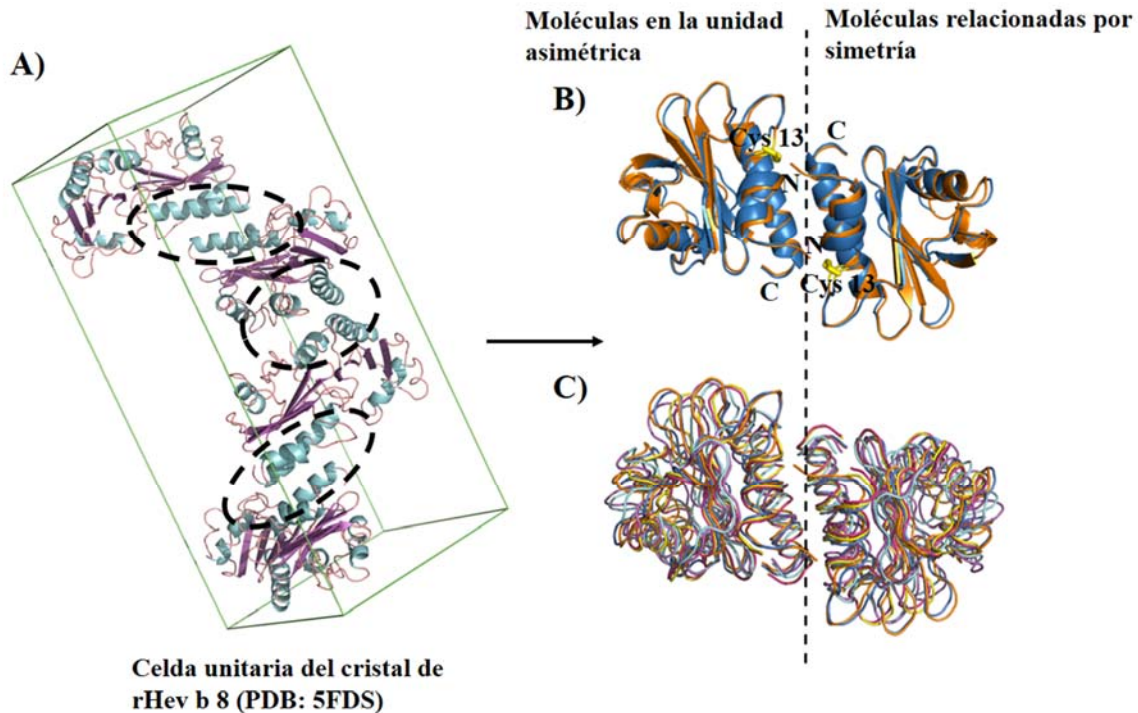 A)
Celda unitaria del cristal de
rHev b 8 (PDB: 5FDS)
Moléculas en la unidad
asimétrica
Moléculas relacionadas por
simetría
B)
Cys 13
C
N
N
C
Cys 13
C)